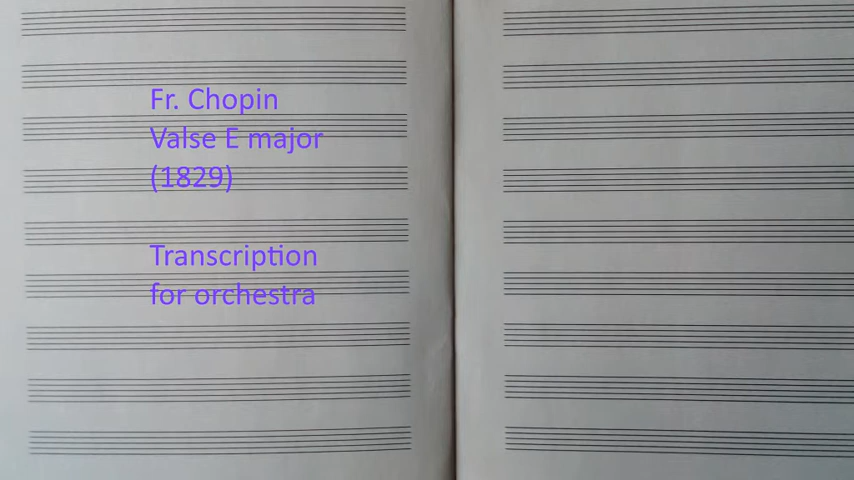 Fr. Chopin
Valse E major
(1829)
Transcription
for orchestra